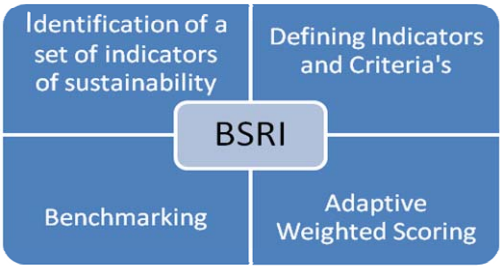 Identification of a
set of indicators
of sustainability
Defining Indicators
and Criteria's
BSRI
Benchmarking
Adaptive
Weighted Scoring